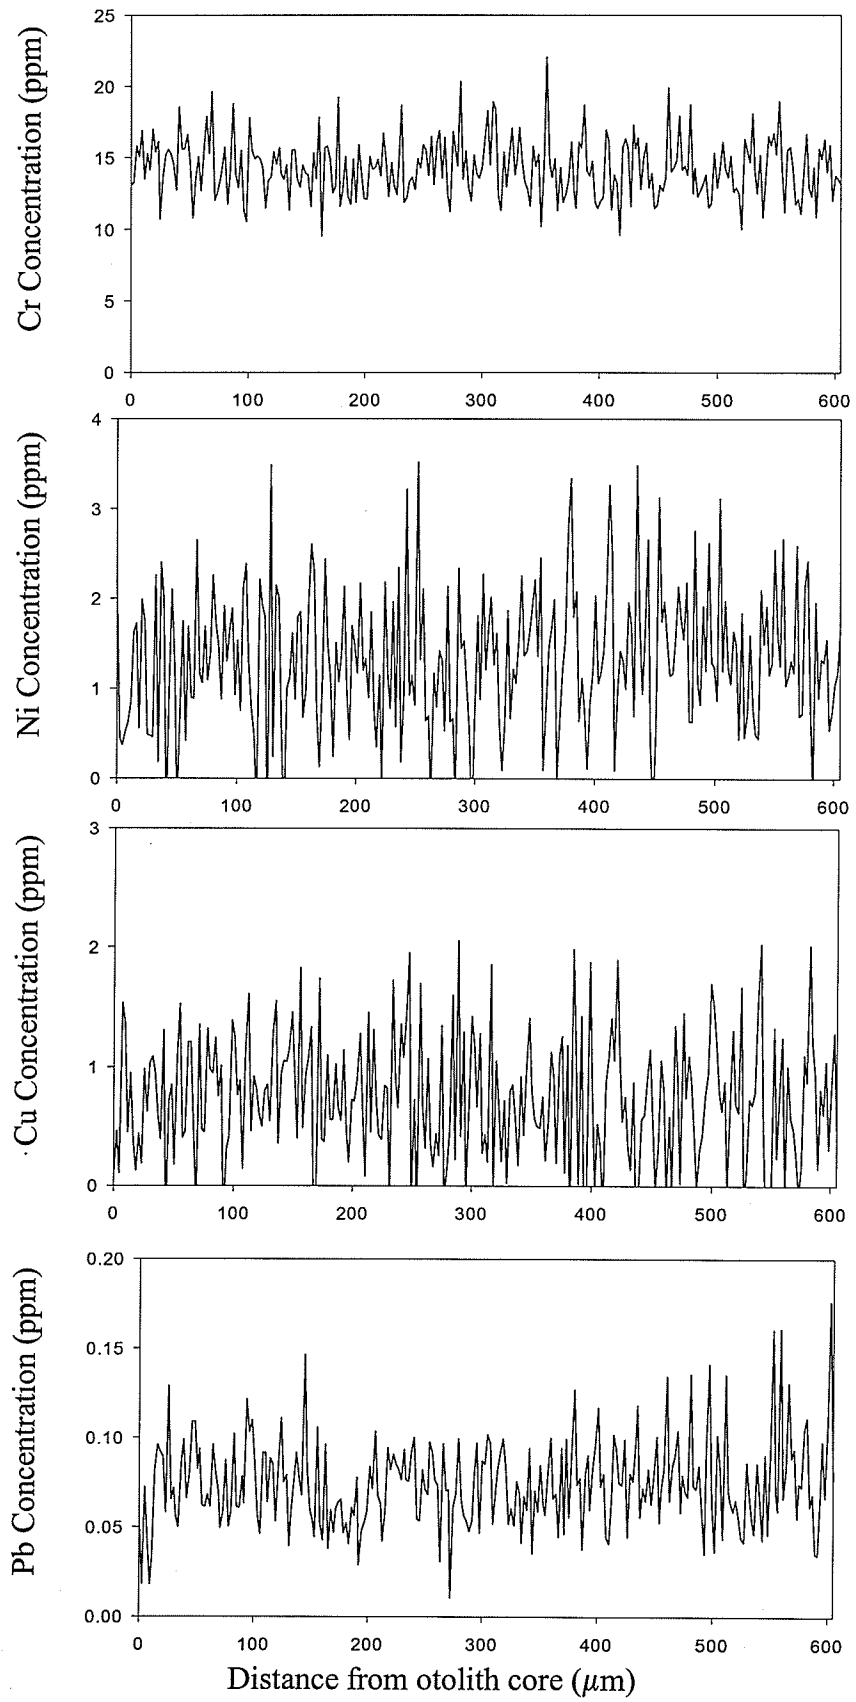 Cr Concentration (ppm)
25
20
15
10
5
0
0 100 200 300 400 500 600
Ni Concentration (ppm)
4
3
2
1
0
0 100 200 300 400 500 600
Cu Concentration (ppm)
3
2
1
0
0 100 200 300 400 500 600
Pb Concentration (ppm)
0.20
0.15
0.10
0.05
0.00
0 100 200 300 400 500 600
Distance from otolith core (μm)